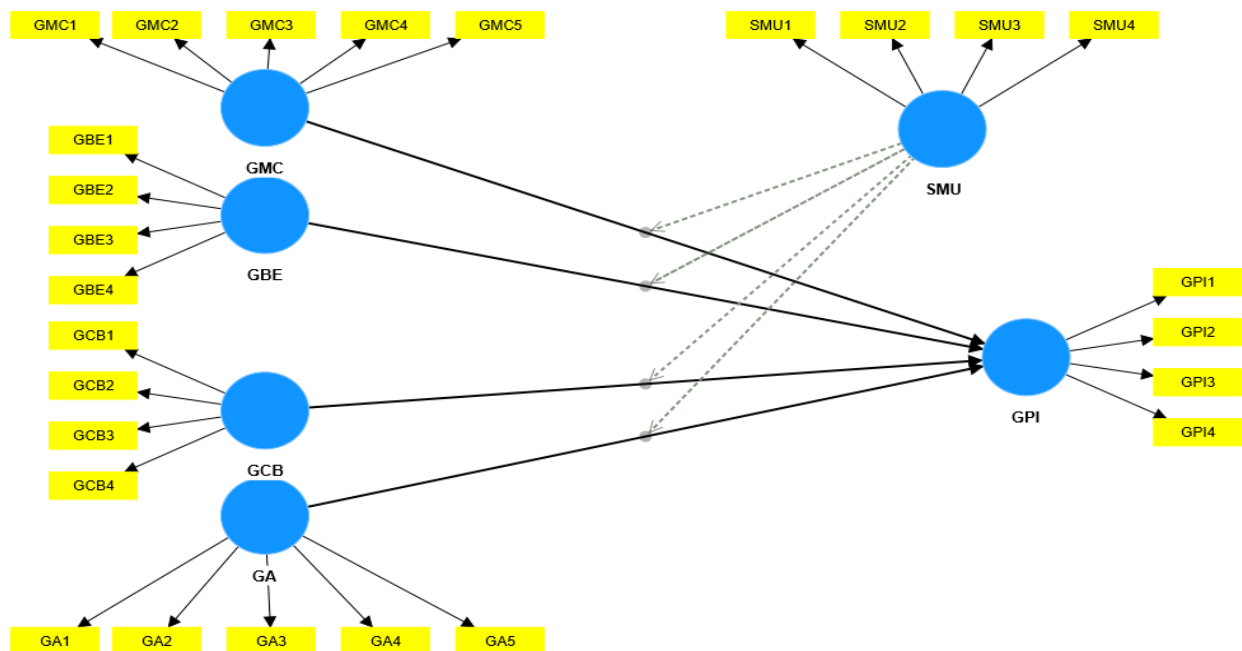 GMC1
GMC2
GMC3
GMC4
GMC5
SMU1
SMU2
SMU3
SMU4
GBE1
GMC
GBE2
SMU
GBE3
GBE
GBE4
GPI1
GCB1
GPI2
GCB2
GPI3
GPI
GCB3
GPI4
GCB
GCB4
GA
GA1
GA2
GA3
GA4
GA5